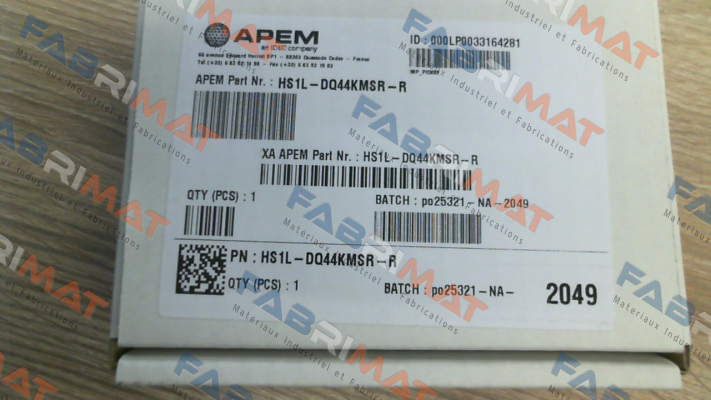 APEM
an IDEC company
ID : 000LP0033164281
APEM Part Nr. : HS1L-DQ44KMSR-R
XA APEM Part Nr. : HS1L-DQ44KMSR-R
QTY (PCS) : 1
BATCH : po25321-NA-2049
PN : HS1L-DQ44KMSR-R
QTY (PCS) : 1
BATCH : po25321-NA-
2049
FABRIMAT
Materiaux Industriel et Fabrications